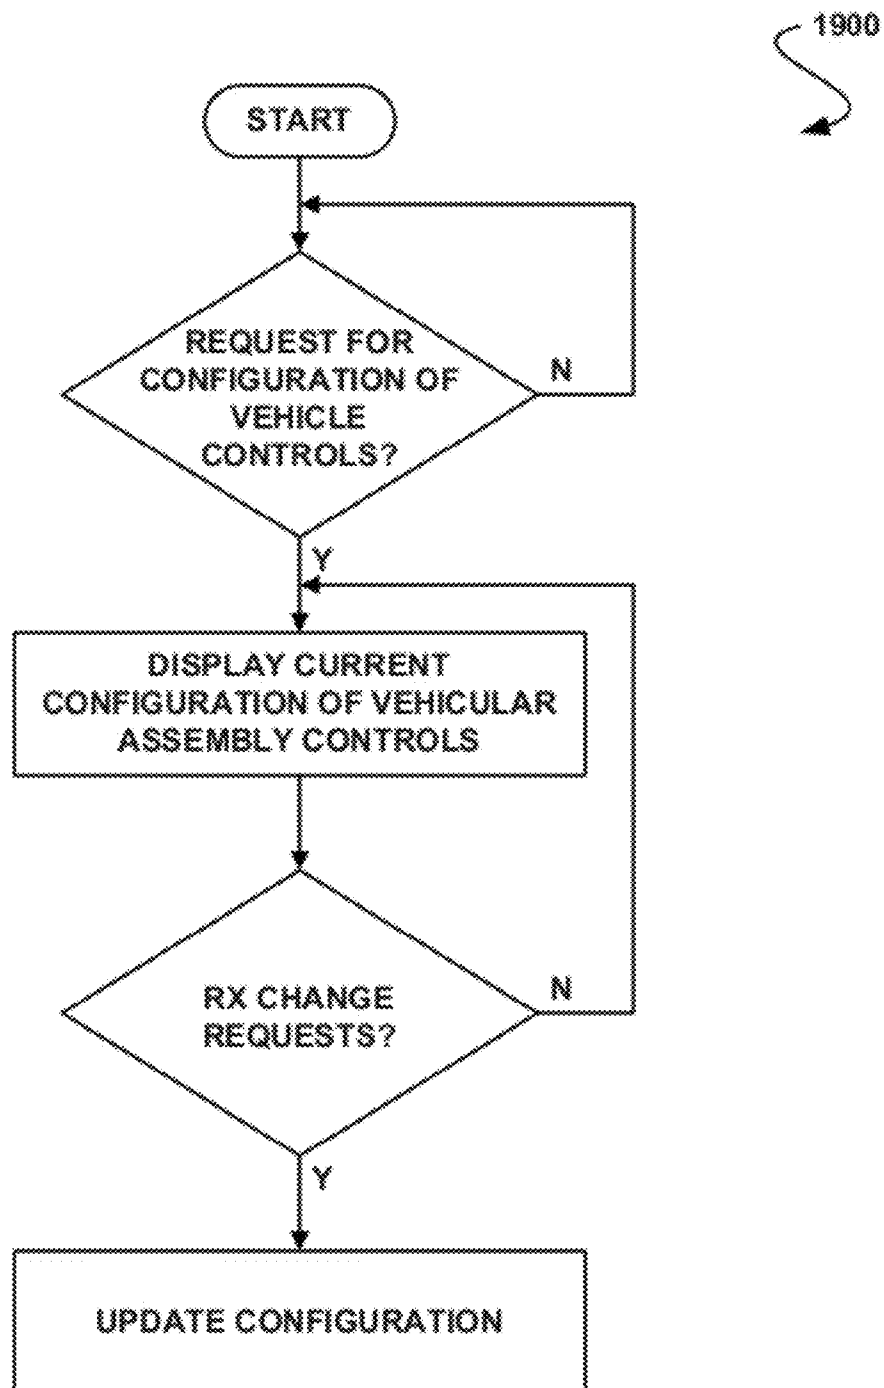 1900
START
REQUEST FOR
CONFIGURATION OF
VEHICLE
CONTROLS?
N
Y
DISPLAY CURRENT
CONFIGURATION OF VEHICULAR
ASSEMBLY CONTROLS
RX CHANGE
REQUESTS?
N
Y
UPDATE CONFIGURATION